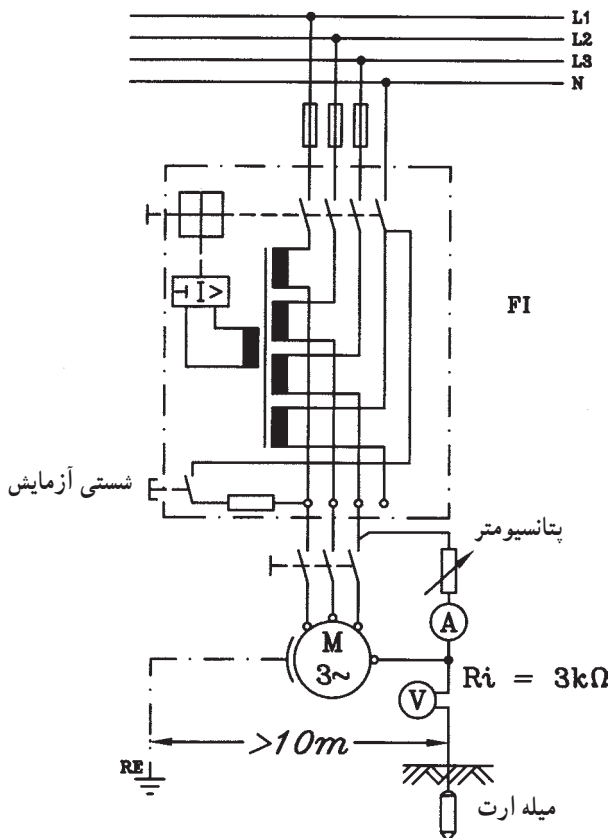 L1
L2
L3
N
FI
I>
شستی آزمایش
پتانسیومتر
A
M
3~
Ri = 3kΩ
V
>10m
RE
میله ارت